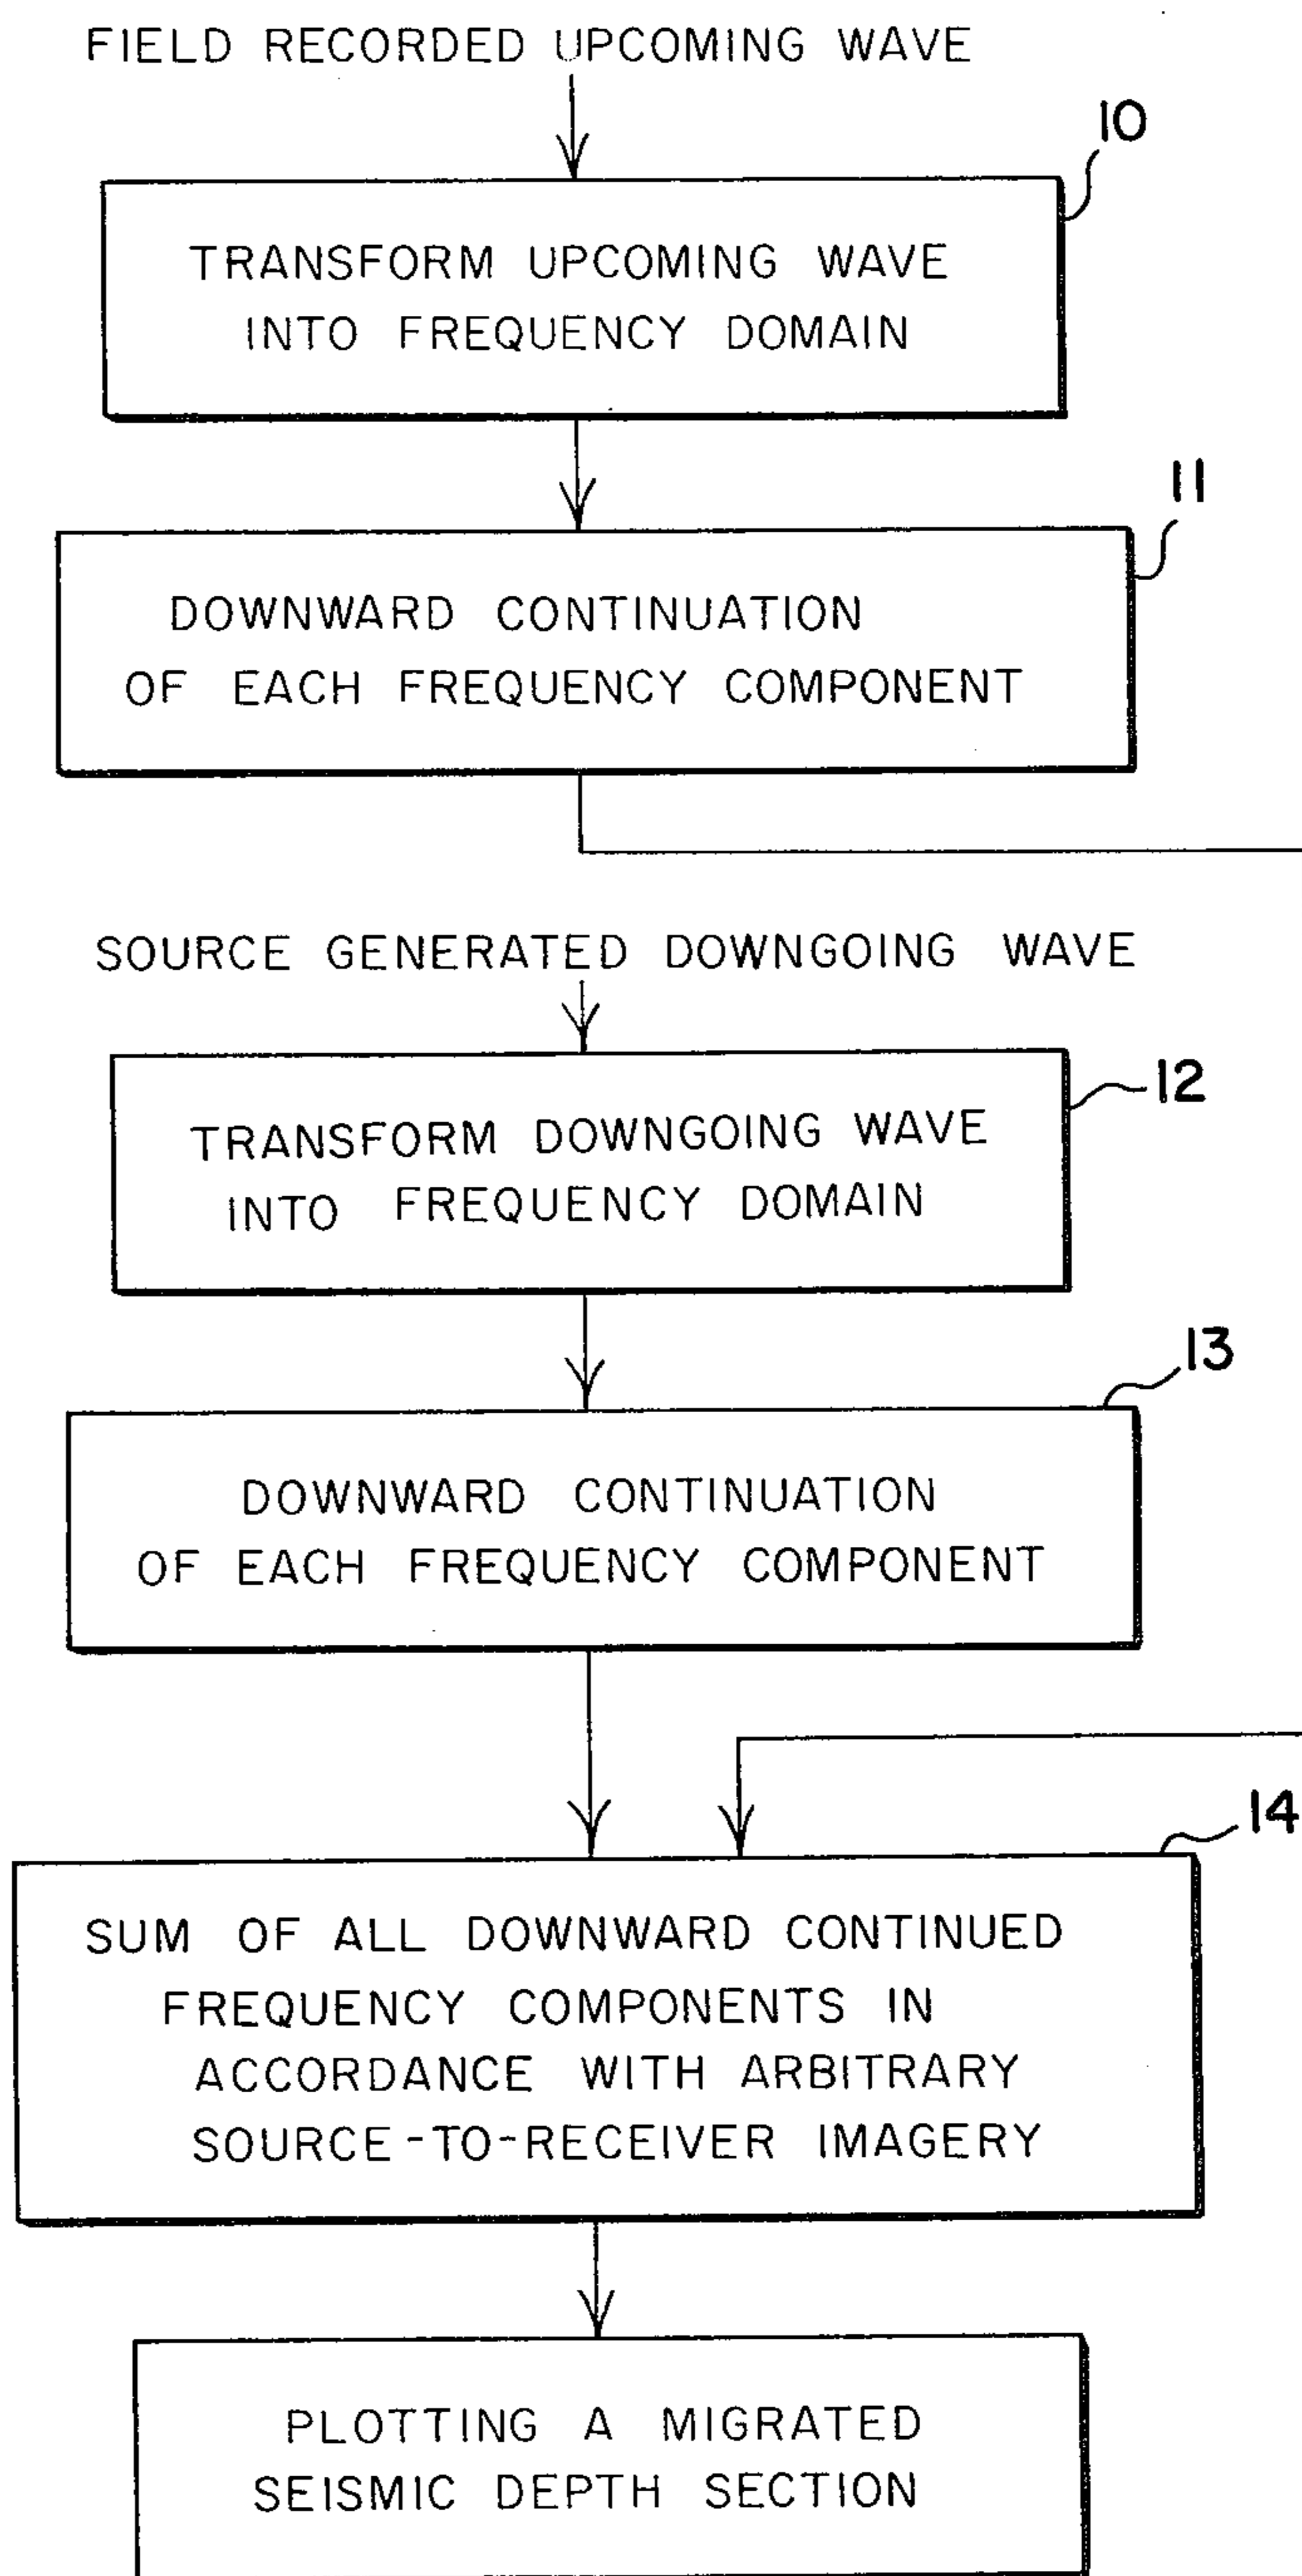 FIELD RECORDED UPCOMING WAVE
10
TRANSFORM UPCOMING WAVE
INTO FREQUENCY DOMAIN
11
DOWNWARD CONTINUATION
OF EACH FREQUENCY COMPONENT
SOURCE GENERATED DOWNGOING WAVE
12
TRANSFORM DOWNGOING WAVE
INTO FREQUENCY DOMAIN
13
DOWNWARD CONTINUATION
OF EACH FREQUENCY COMPONENT
14
SUM OF ALL DOWNWARD CONTINUED
FREQUENCY COMPONENTS IN
ACCORDANCE WITH ARBITRARY
SOURCE-TO-RECEIVER IMAGERY
PLOTTING A MIGRATED
SEISMIC DEPTH SECTION